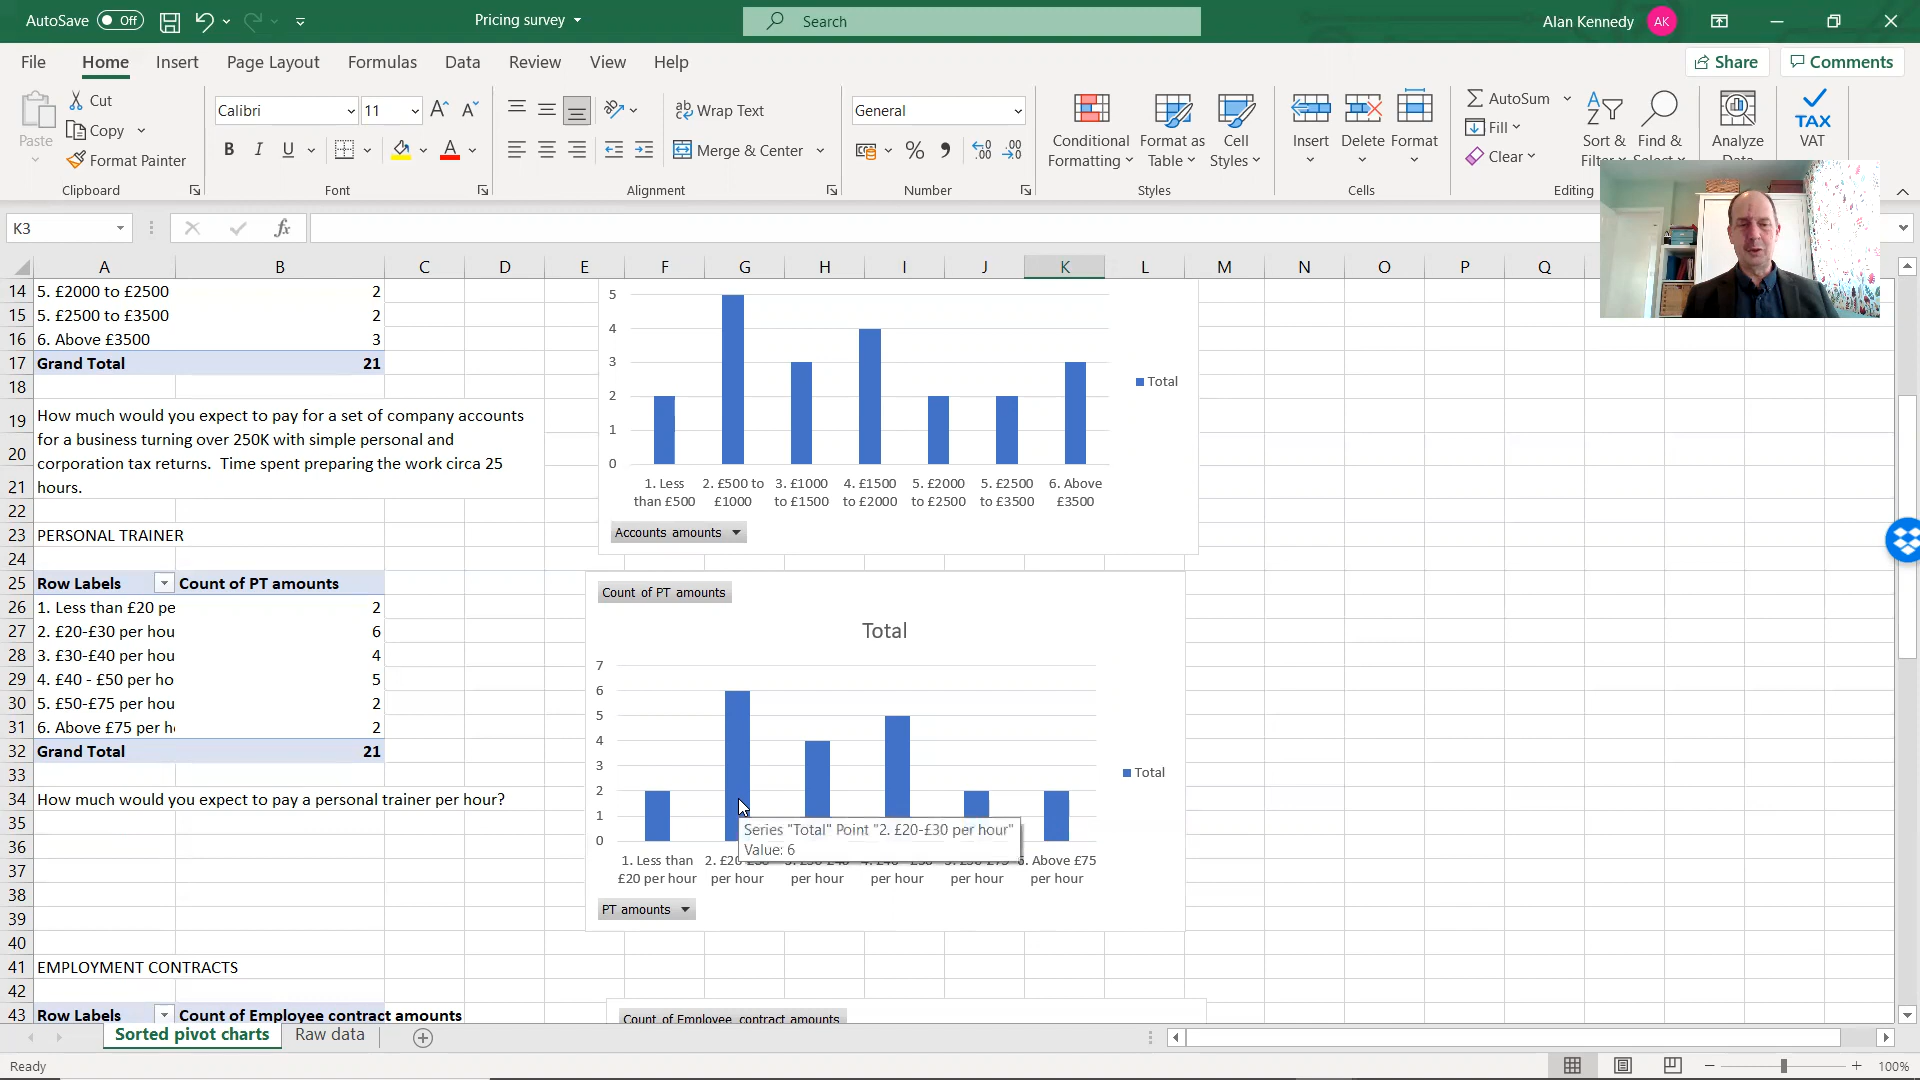 AutoSave Off Pricing survey Search Alan Kennedy AK
File Home Insert Page Layout Formulas Data Review View Help Share Comments
Paste Cut Copy Format Painter Clipboard
Calibri 11 B I U A Font
ab Wrap Text Merge & Center Alignment
General % Number
Conditional Formatting Format as Table Cell Styles Styles
Insert Delete Format Cells
AutoSum Fill Clear Sort & Filter Find & Select Editing
Analyze Data TAX VAT
K3 fx
A B C D E F G H I J K L M N O P Q
14 5. £2000 to £2500 2
15 5. £2500 to £3500 2
16 6. Above £3500 3
17 Grand Total 21
18
19 How much would you expect to pay for a set of company accounts
for a business turning over 250K with simple personal and
20 corporation tax returns. Time spent preparing the work circa 25
21 hours.
22
23 PERSONAL TRAINER
24
25 Row Labels Count of PT amounts
26 1. Less than £20 pe 2
27 2. £20-£30 per hou 6
28 3. £30-£40 per hou 4
29 4. £40 - £50 per ho 5
30 5. £50-£75 per hou 2
31 6. Above £75 per h 2
32 Grand Total 21
33
34 How much would you expect to pay a personal trainer per hour?
35
36
37
38
39
40
41 EMPLOYMENT CONTRACTS
42
43 Row Labels Count of Employee contract amounts
5
4
3
2
1
0
1. Less than £500
2. £500 to £1000
3. £1000 to £1500
4. £1500 to £2000
5. £2000 to £2500
5. £2500 to £3500
6. Above £3500
Total
Accounts amounts
Count of PT amounts
Total
7
6
5
4
3
2
1
0
Total
Series "Total" Point "2. £20-£30 per hour"
Value: 6
1. Less than £20 per hour
per hour
per hour
per hour
per hour
Above £75 per hour
PT amounts
Count of Employee contract amounts
Sorted pivot charts Raw data
Ready 100%